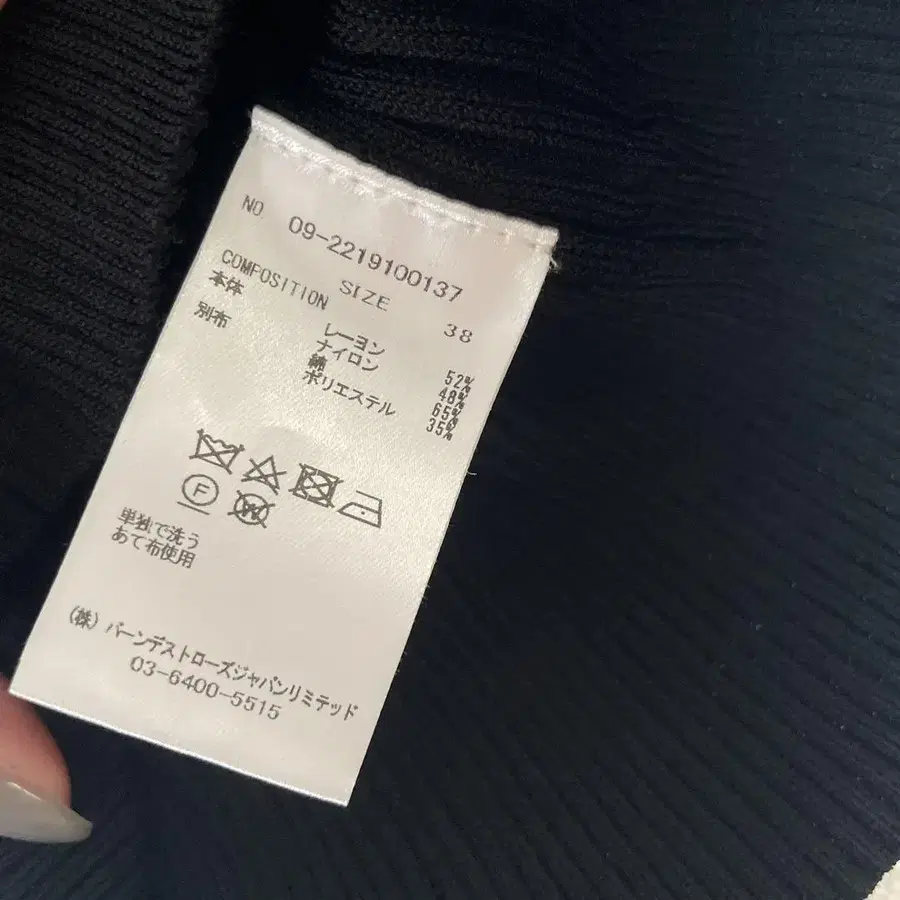 NO. 09-2219100137
SIZE 38
COMPOSITION
本体 レーヨン 52%
ナイロン 48%
別布 綿 65%
ポリエステル 35%
F
W
単独で洗う
あて布使用
(株) バーンデストローズジャパンリミテッド
03-6400-5515